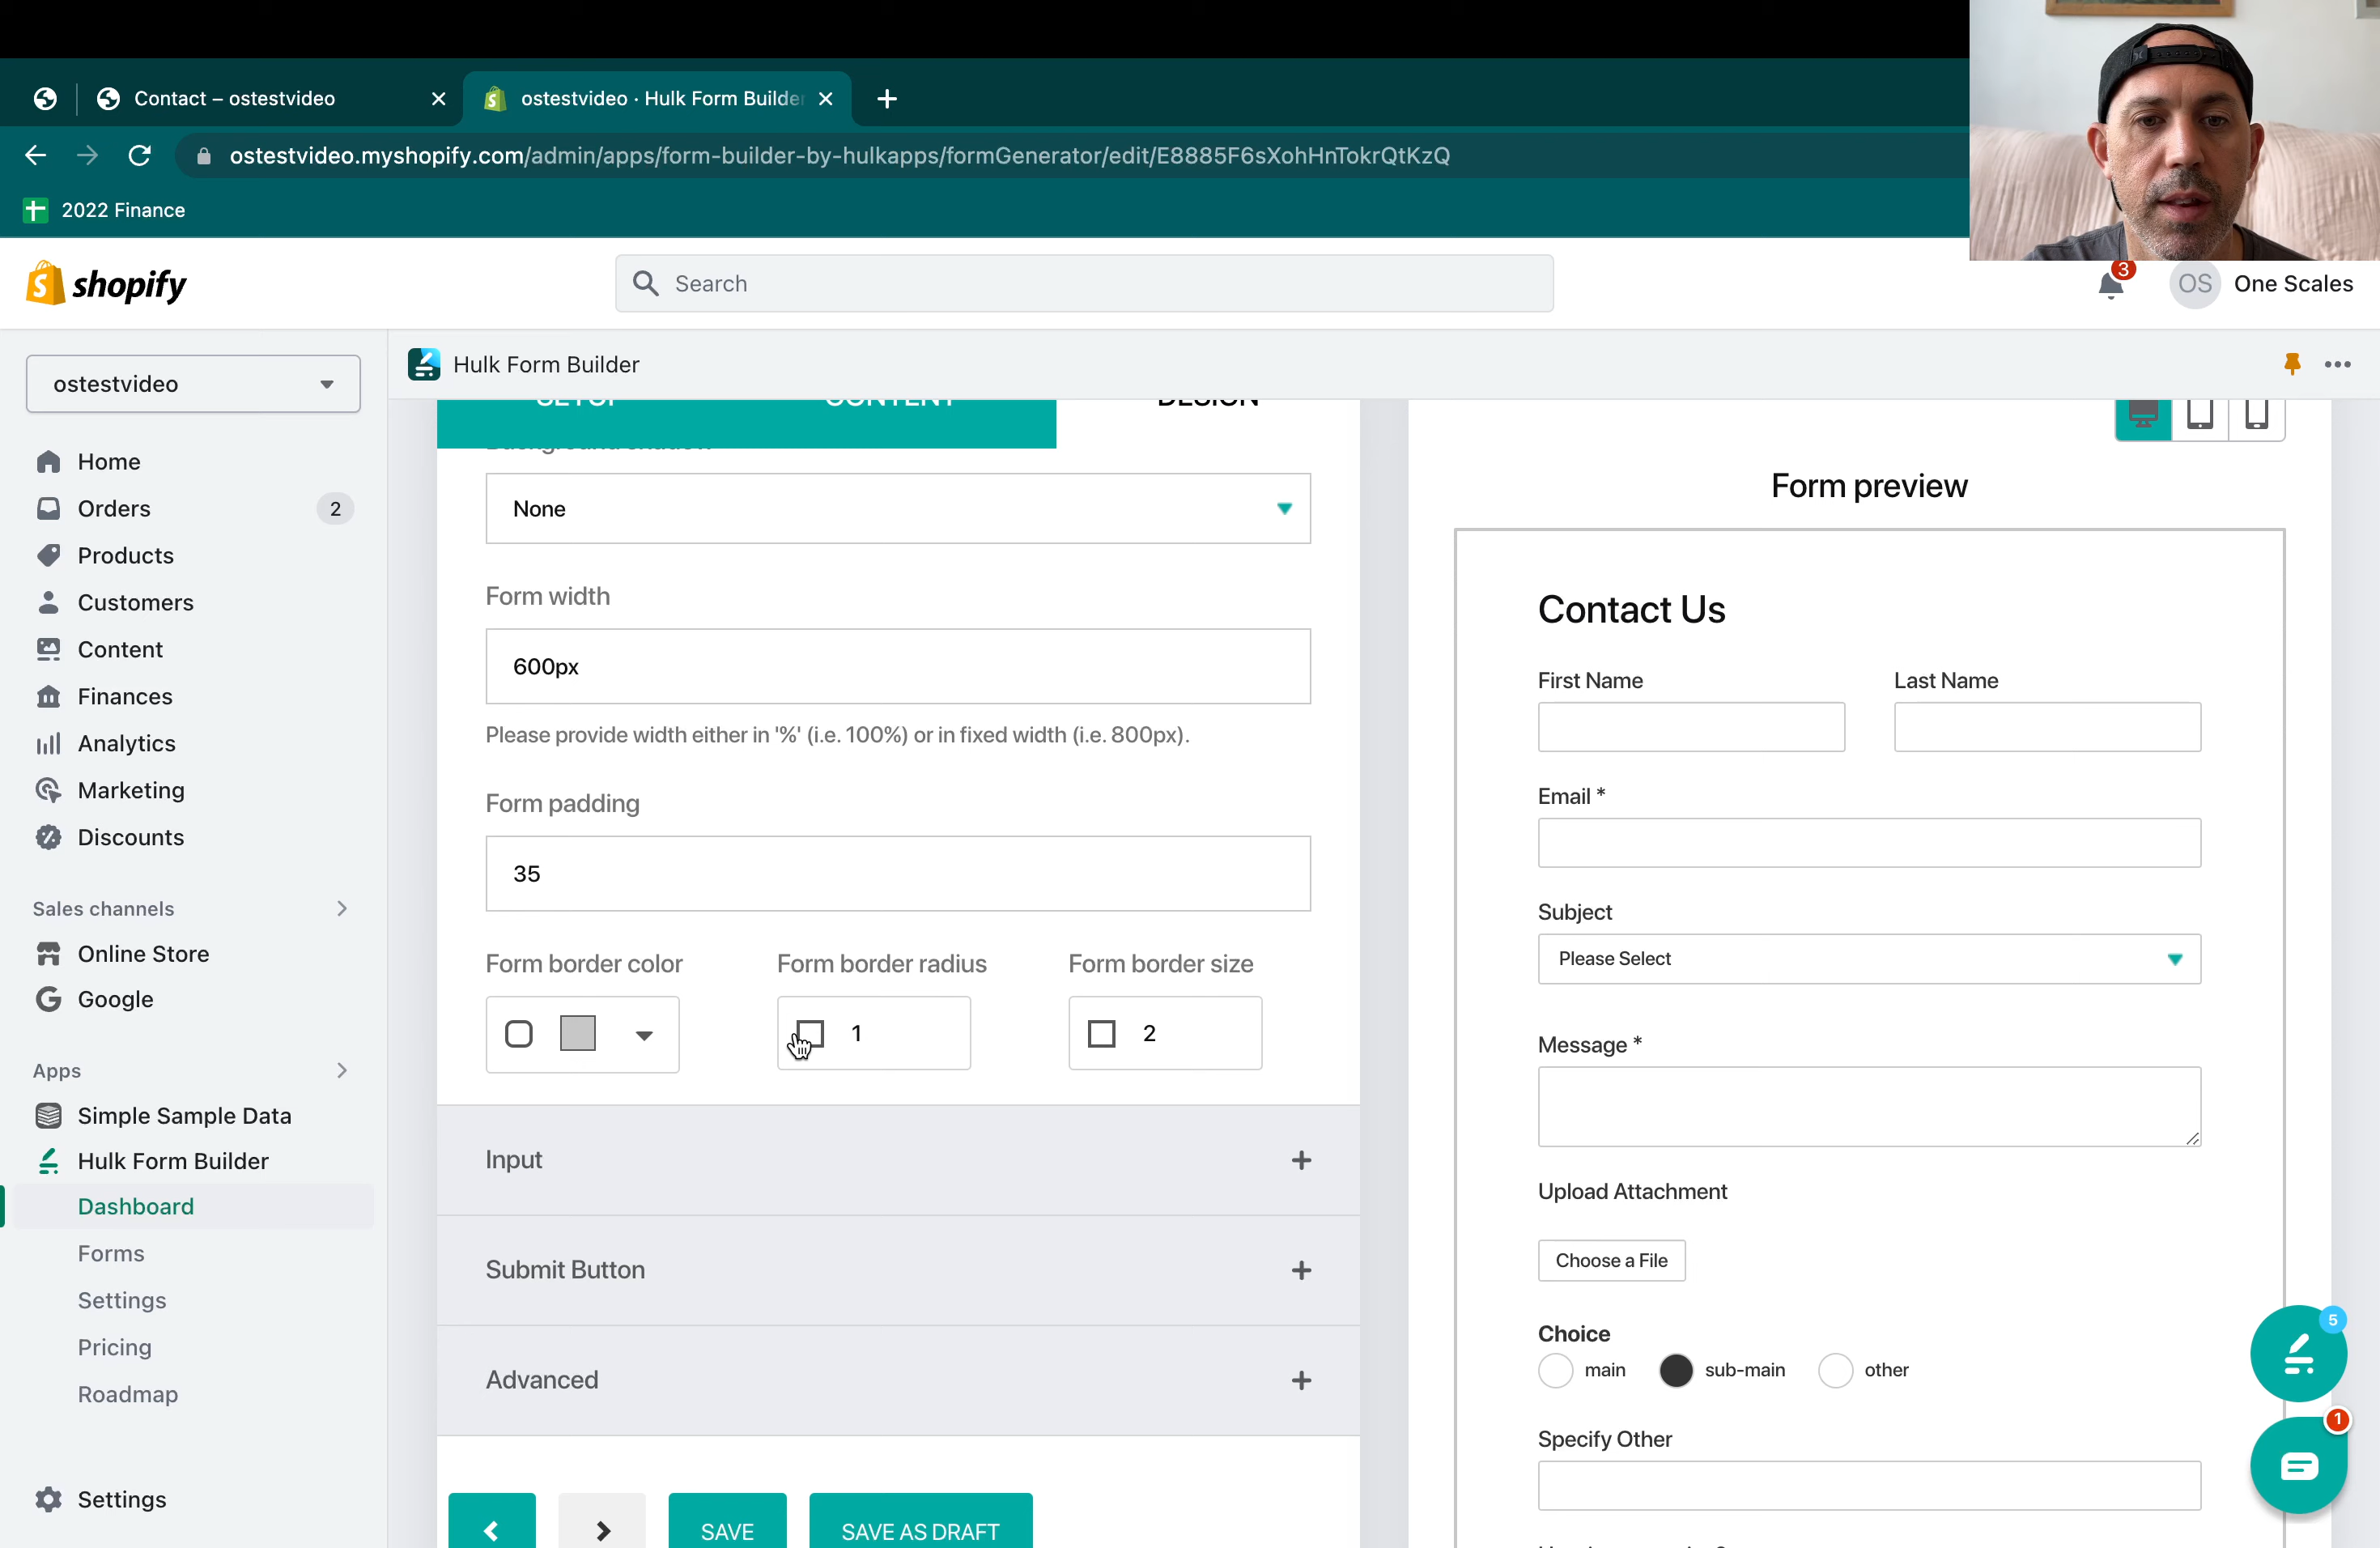 Contact – ostestvideo
ostestvideo · Hulk Form Builder
ostestvideo.myshopify.com/admin/apps/form-builder-by-hulkapps/formGenerator/edit/E8885F6sXohHnTokrQtKzQ
2022 Finance
shopify
Search
3
OS
One Scales
ostestvideo
Hulk Form Builder
SETUP
CONTENT
DESIGN
Home
Orders
2
Products
Customers
Content
Finances
Analytics
Marketing
Discounts
Sales channels
Online Store
Google
Apps
Simple Sample Data
Hulk Form Builder
Dashboard
Forms
Settings
Pricing
Roadmap
Settings
None
Form width
600px
Please provide width either in '%' (i.e. 100%) or in fixed width (i.e. 800px).
Form padding
35
Form border color
Form border radius
Form border size
1
2
Input
Submit Button
Advanced
SAVE
SAVE AS DRAFT
Form preview
Contact Us
First Name
Last Name
Email *
Subject
Please Select
Message *
Upload Attachment
Choose a File
Choice
main
sub-main
other
Specify Other
5
1